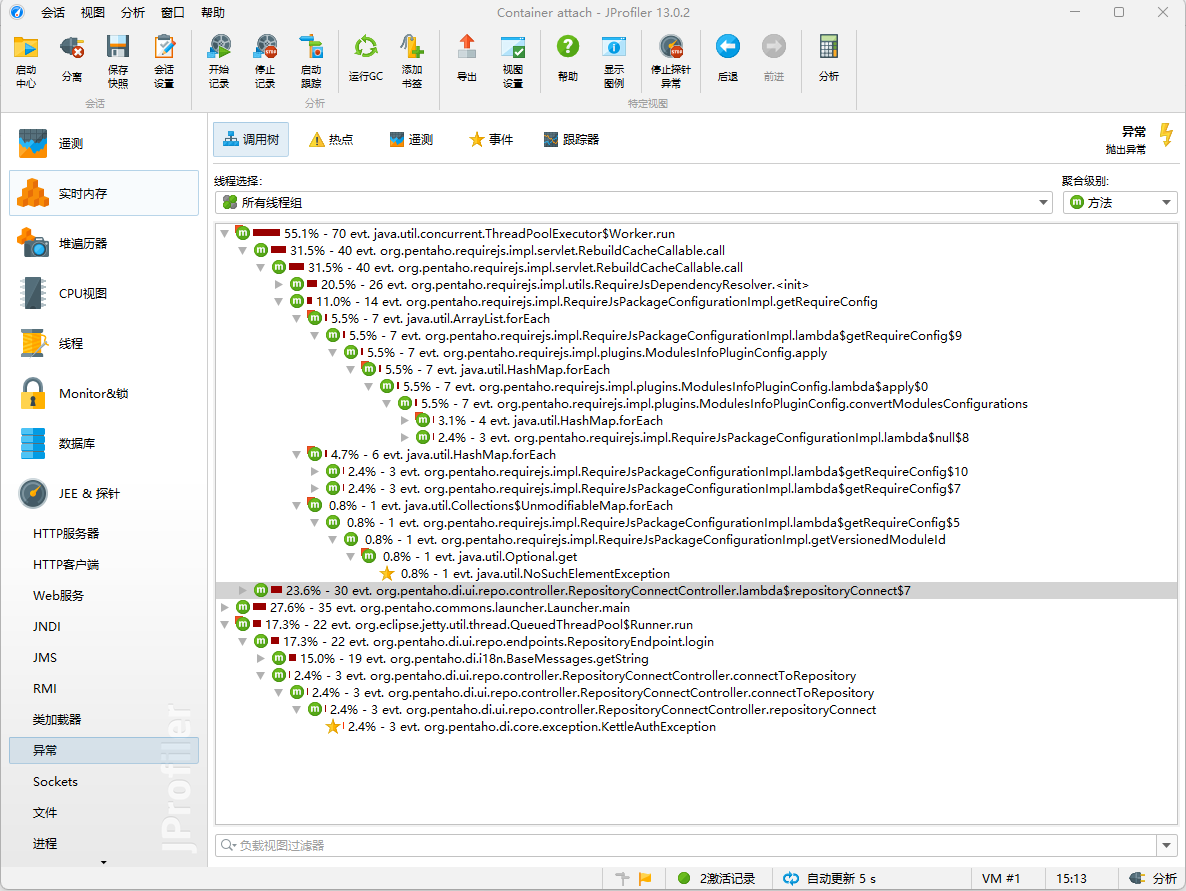 会话 视图 分析 窗口 帮助 Container attach - JProfiler 13.0.2
启动中心 分离 保存快照 会话设置 开始记录 停止记录 启动跟踪 运行GC 添加书签 导出 视图设置 帮助 显示图例 停止探针异常 后退 前进 分析
会话 分析 特定视图
遥测
实时内存
堆遍历器
CPU视图
线程
Monitor&锁
数据库
JEE & 探针
HTTP服务器
HTTP客户端
Web服务
JNDI
JMS
RMI
类加载器
异常
Sockets
文件
进程
JProfiler
调用树 热点 遥测 事件 跟踪器
异常
抛出异常
线程选择: 聚合级别:
所有线程组 方法
55.1% - 70 evt. java.util.concurrent.ThreadPoolExecutor$Worker.run
31.5% - 40 evt. org.pentaho.requirejs.impl.servlet.RebuildCacheCallable.call
31.5% - 40 evt. org.pentaho.requirejs.impl.servlet.RebuildCacheCallable.call
20.5% - 26 evt. org.pentaho.requirejs.impl.utils.RequireJsDependencyResolver.<init>
11.0% - 14 evt. org.pentaho.requirejs.impl.RequireJsPackageConfigurationImpl.getRequireConfig
5.5% - 7 evt. java.util.ArrayList.forEach
5.5% - 7 evt. org.pentaho.requirejs.impl.RequireJsPackageConfigurationImpl.lambda$getRequireConfig$9
5.5% - 7 evt. org.pentaho.requirejs.impl.plugins.ModulesInfoPluginConfig.apply
5.5% - 7 evt. java.util.HashMap.forEach
5.5% - 7 evt. org.pentaho.requirejs.impl.plugins.ModulesInfoPluginConfig.lambda$apply$0
5.5% - 7 evt. org.pentaho.requirejs.impl.plugins.ModulesInfoPluginConfig.convertModulesConfigurations
3.1% - 4 evt. java.util.HashMap.forEach
2.4% - 3 evt. org.pentaho.requirejs.impl.RequireJsPackageConfigurationImpl.lambda$null$8
4.7% - 6 evt. java.util.HashMap.forEach
2.4% - 3 evt. org.pentaho.requirejs.impl.RequireJsPackageConfigurationImpl.lambda$getRequireConfig$10
2.4% - 3 evt. org.pentaho.requirejs.impl.RequireJsPackageConfigurationImpl.lambda$getRequireConfig$7
0.8% - 1 evt. java.util.Collections$UnmodifiableMap.forEach
0.8% - 1 evt. org.pentaho.requirejs.impl.RequireJsPackageConfigurationImpl.lambda$getRequireConfig$5
0.8% - 1 evt. org.pentaho.requirejs.impl.RequireJsPackageConfigurationImpl.getVersionedModuleId
0.8% - 1 evt. java.util.Optional.get
0.8% - 1 evt. java.util.NoSuchElementException
23.6% - 30 evt. org.pentaho.di.ui.repo.controller.RepositoryConnectController.lambda$repositoryConnect$7
27.6% - 35 evt. org.pentaho.commons.launcher.Launcher.main
17.3% - 22 evt. org.eclipse.jetty.util.thread.QueuedThreadPool$Runner.run
17.3% - 22 evt. org.pentaho.di.ui.repo.endpoints.RepositoryEndpoint.login
15.0% - 19 evt. org.pentaho.di.i18n.BaseMessages.getString
2.4% - 3 evt. org.pentaho.di.ui.repo.controller.RepositoryConnectController.connectToRepository
2.4% - 3 evt. org.pentaho.di.ui.repo.controller.RepositoryConnectController.connectToRepository
2.4% - 3 evt. org.pentaho.di.ui.repo.controller.RepositoryConnectController.repositoryConnect
2.4% - 3 evt. org.pentaho.di.core.exception.KettleAuthException
负载视图过滤器
2激活记录 自动更新 5 s VM #1 15:13 分析